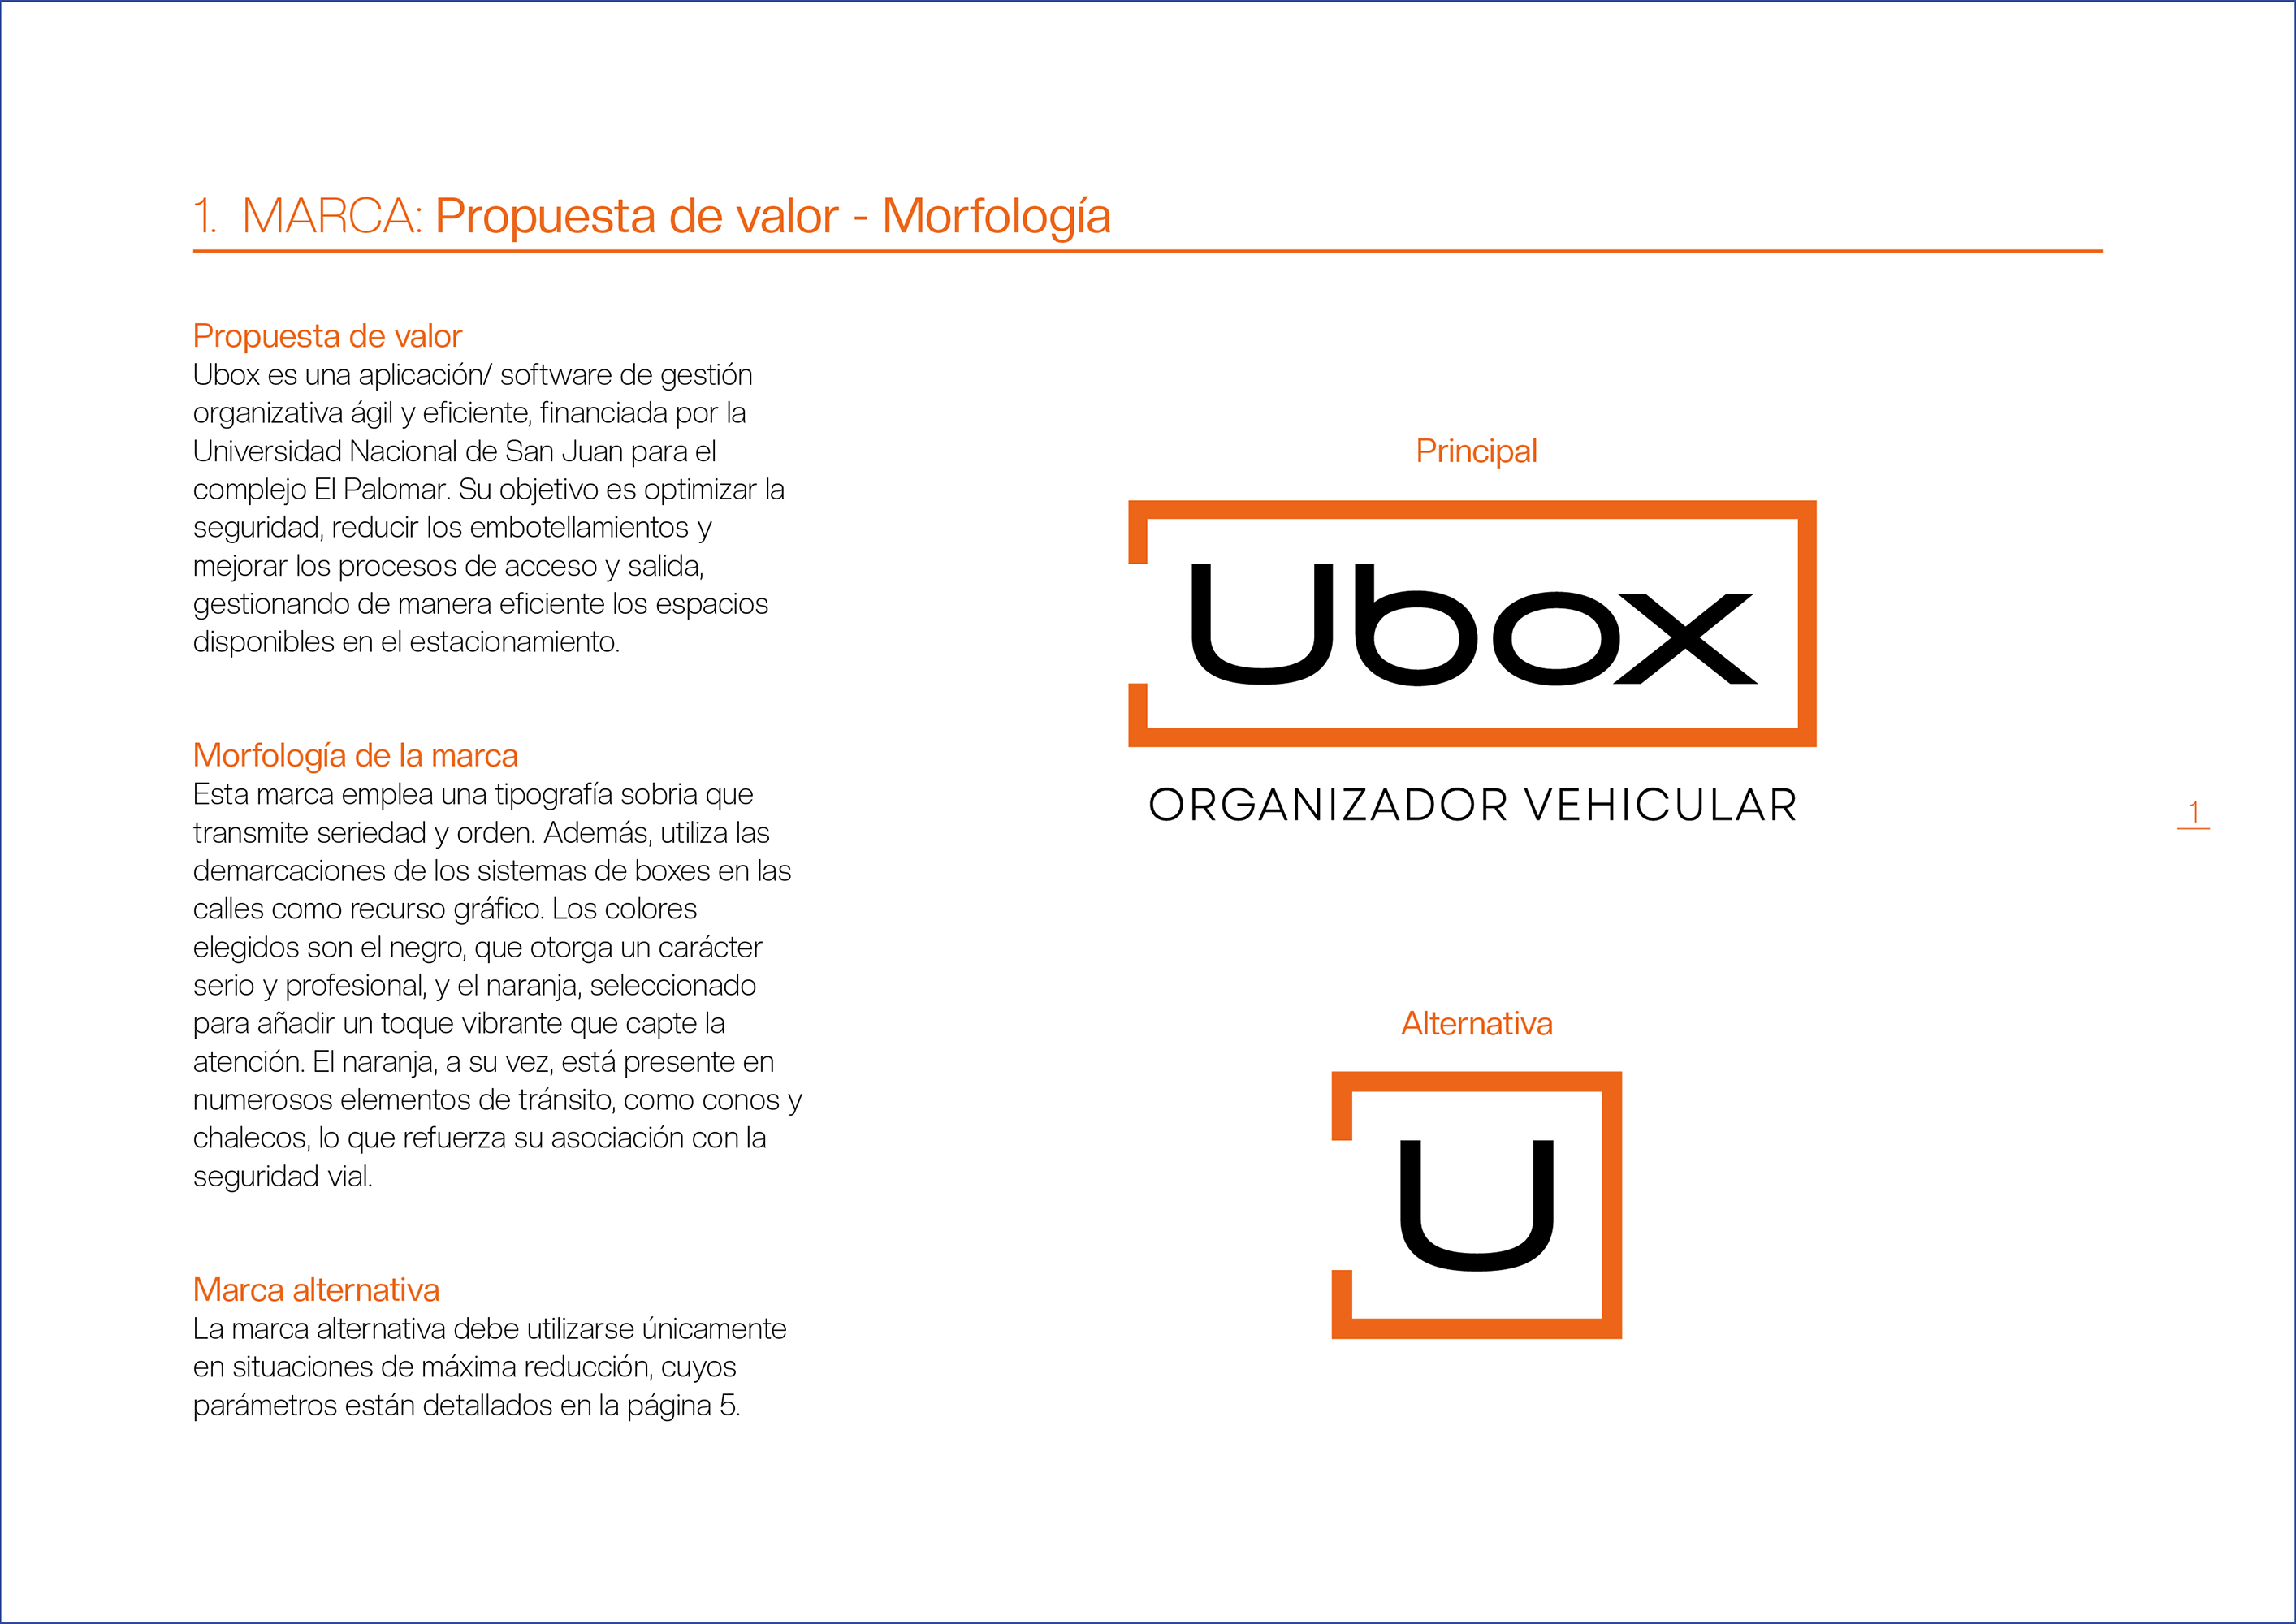 1. MARCA: Propuesta de valor - Morfología
Propuesta de valor
Ubox es una aplicación/ software de gestión
organizativa ágil y eficiente, financiada por la
Universidad Nacional de San Juan para el
complejo El Palomar. Su objetivo es optimizar la
seguridad, reducir los embotellamientos y
mejorar los procesos de acceso y salida,
gestionando de manera eficiente los espacios
disponibles en el estacionamiento.
Morfología de la marca
Esta marca emplea una tipografía sobria que
transmite seriedad y orden. Además, utiliza las
demarcaciones de los sistemas de boxes en las
calles como recurso gráfico. Los colores
elegidos son el negro, que otorga un carácter
serio y profesional, y el naranja, seleccionado
para añadir un toque vibrante que capte la
atención. El naranja, a su vez, está presente en
numerosos elementos de tránsito, como conos y
chalecos, lo que refuerza su asociación con la
seguridad vial.
Marca alternativa
La marca alternativa debe utilizarse únicamente
en situaciones de máxima reducción, cuyos
parámetros están detallados en la página 5.
Principal
Ubox
ORGANIZADOR VEHICULAR
Alternativa
U
1